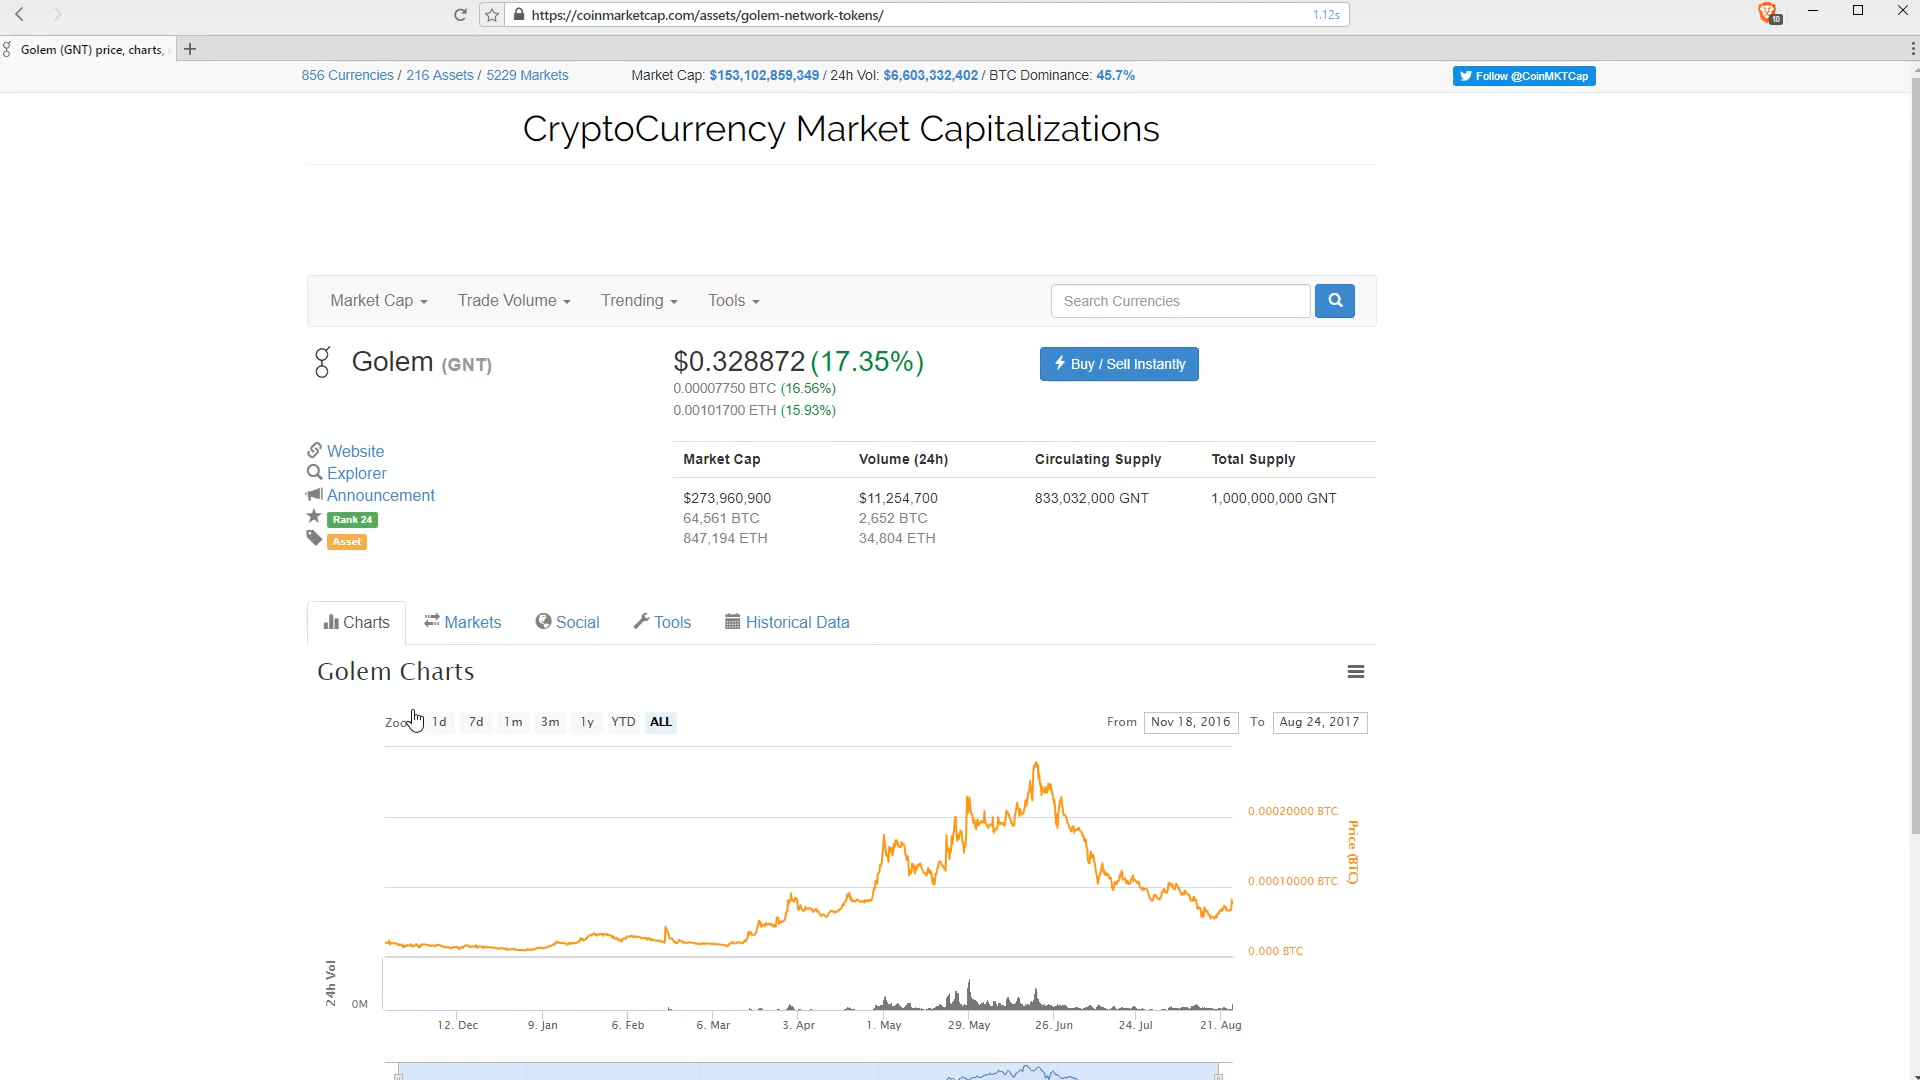 https://coinmarketcap.com/assets/golem-network-tokens/ 1.12s
10
Golem (GNT) price, charts,
856 Currencies / 216 Assets / 5229 Markets Market Cap: $153,102,859,349 / 24h Vol: $6,603,332,402 / BTC Dominance: 45.7% Follow @CoinMKTCap
CryptoCurrency Market Capitalizations
Market Cap Trade Volume Trending Tools Search Currencies
Golem (GNT) $0.328872 (17.35%) Buy / Sell Instantly
0.00007750 BTC (16.56%)
0.00101700 ETH (15.93%)
Website
Explorer
Announcement
Rank 24
Asset
Market Cap Volume (24h) Circulating Supply Total Supply
$273,960,900 $11,254,700 833,032,000 GNT 1,000,000,000 GNT
64,561 BTC 2,652 BTC
847,194 ETH 34,804 ETH
Charts Markets Social Tools Historical Data
Golem Charts
Zoo 1d 7d 1m 3m 1y YTD ALL From Nov 18, 2016 To Aug 24, 2017
0.00020000 BTC
0.00010000 BTC
0.000 BTC
Price (BTC)
24h Vol
0M
12. Dec 9. Jan 6. Feb 6. Mar 3. Apr 1. May 29. May 26. Jun 24. Jul 21. Aug